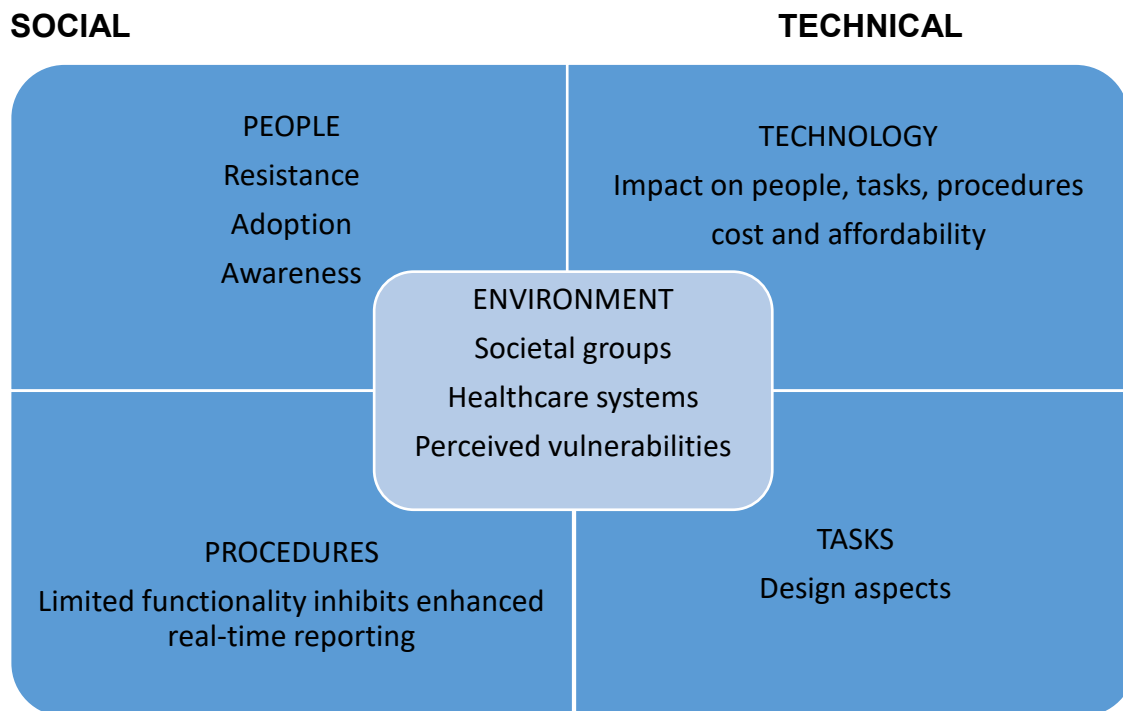 SOCIAL
TECHNICAL
PEOPLE
Resistance
Adoption
Awareness
TECHNOLOGY
Impact on people, tasks, procedures
cost and affordability
ENVIRONMENT
Societal groups
Healthcare systems
Perceived vulnerabilities
PROCEDURES
Limited functionality inhibits enhanced
real-time reporting
TASKS
Design aspects